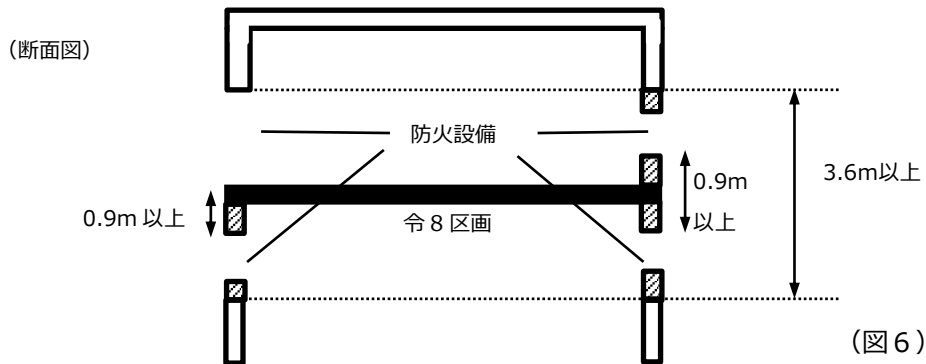 （断面図）
防火設備
3.6m以上
0.9m
以上
0.9m 以上
令８区画
（図６）